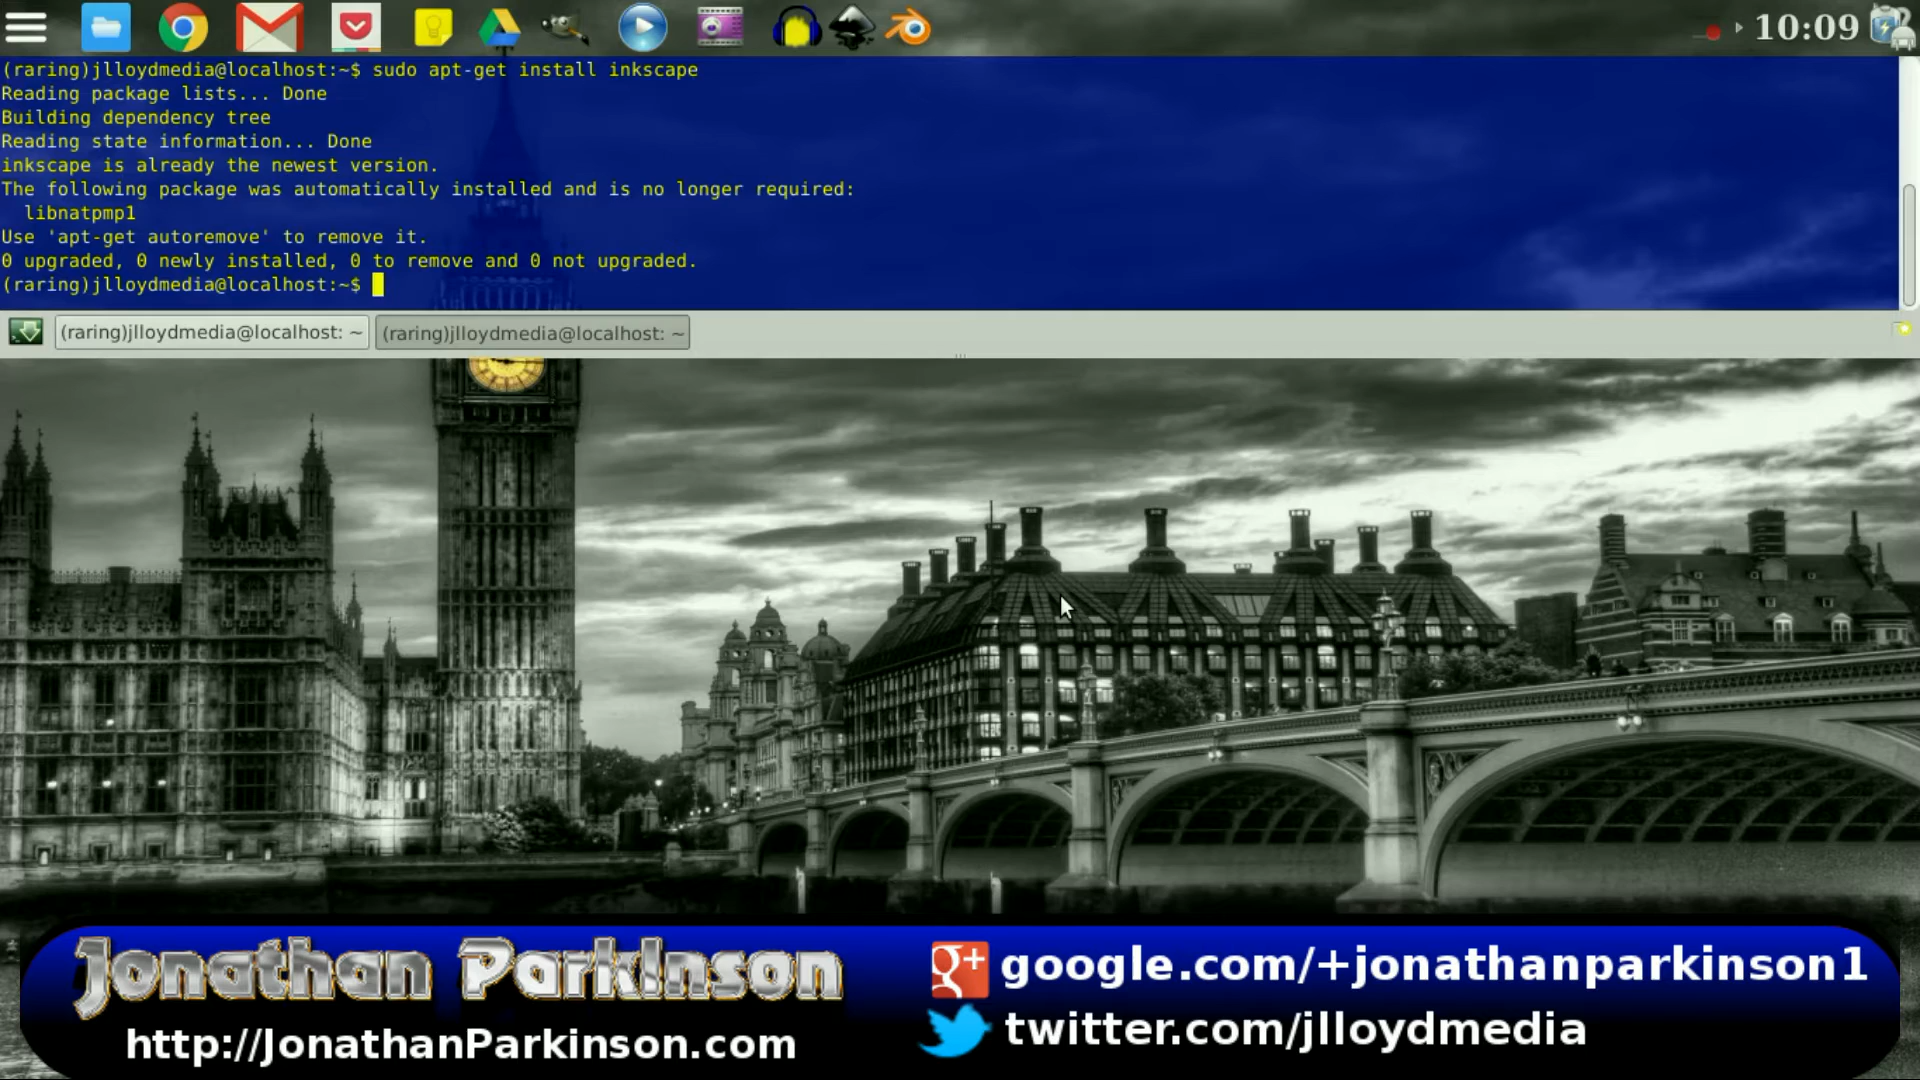 10:09
(raring)jlloydmedia@localhost:~$ sudo apt-get install inkscape
Reading package lists... Done
Building dependency tree
Reading state information... Done
inkscape is already the newest version.
The following package was automatically installed and is no longer required:
  libnatpmp1
Use 'apt-get autoremove' to remove it.
0 upgraded, 0 newly installed, 0 to remove and 0 not upgraded.
(raring)jlloydmedia@localhost:~$
(raring)jlloydmedia@localhost: ~ (raring)jlloydmedia@localhost: ~
Jonathan Parkinson
http://JonathanParkinson.com
g+ google.com/+jonathanparkinson1
twitter.com/jlloydmedia